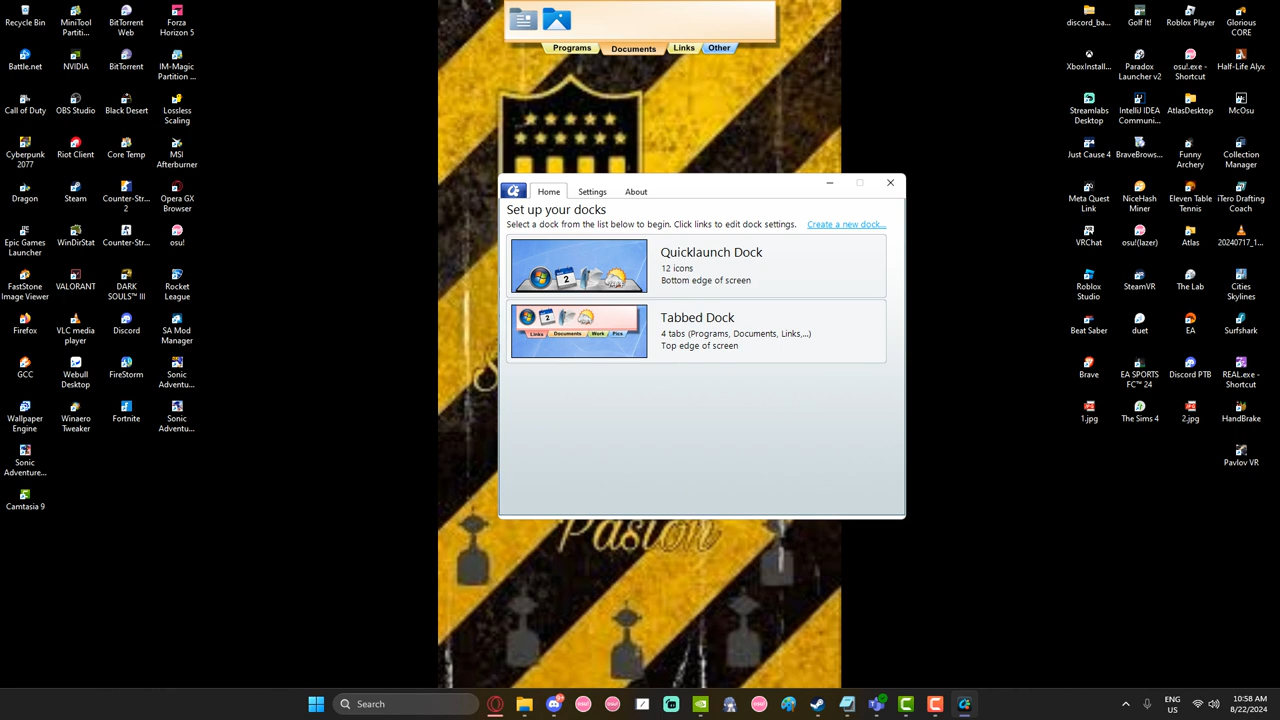 Programs Documents Links Other
Recycle Bin
MiniTool Partiti...
BitTorrent Web
Forza Horizon 5
Battle.net
NVIDIA
BitTorrent
IM-Magic Partition ...
Call of Duty
OBS Studio
Black Desert
Lossless Scaling
Cyberpunk 2077
Riot Client
Core Temp
MSI Afterburner
Dragon
Steam
Counter-Str... 2
Opera GX Browser
Epic Games Launcher
WinDirStat
Counter-Str...
osu!
FastStone Image Viewer
VALORANT
DARK SOULS™ III
Rocket League
Firefox
VLC media player
Discord
SA Mod Manager
GCC
Webull Desktop
FireStorm
Sonic Adventu...
Wallpaper Engine
Winaero Tweaker
Fortnite
Sonic Adventu...
Sonic Adventure...
Camtasia 9
Home Settings About
Set up your docks
Select a dock from the list below to begin. Click links to edit dock settings. Create a new dock...
Quicklaunch Dock
12 icons
Bottom edge of screen
2
Tabbed Dock
4 tabs (Programs, Documents, Links,...)
Top edge of screen
2
Links Documents Work Pics
Pasion
discord_ba...
Golf It!
Roblox Player
Glorious CORE
XboxInstall...
Paradox Launcher v2
osu!.exe - Shortcut
Half-Life Alyx
Streamlabs Desktop
IntelliJ IDEA Communi...
AtlasDesktop
McOsu
Just Cause 4
BraveBrows...
Funny Archery
Collection Manager
Meta Quest Link
NiceHash Miner
Eleven Table Tennis
iTero Drafting Coach
VRChat
osu!(lazer)
Atlas
20240717_1...
Roblox Studio
SteamVR
The Lab
Cities Skylines
Beat Saber
duet
EA
Surfshark
Brave
EA SPORTS FC™ 24
Discord PTB
REAL.exe - Shortcut
1.jpg
The Sims 4
2.jpg
HandBrake
Pavlov VR
Search
ENG
US
10:58 AM
8/22/2024